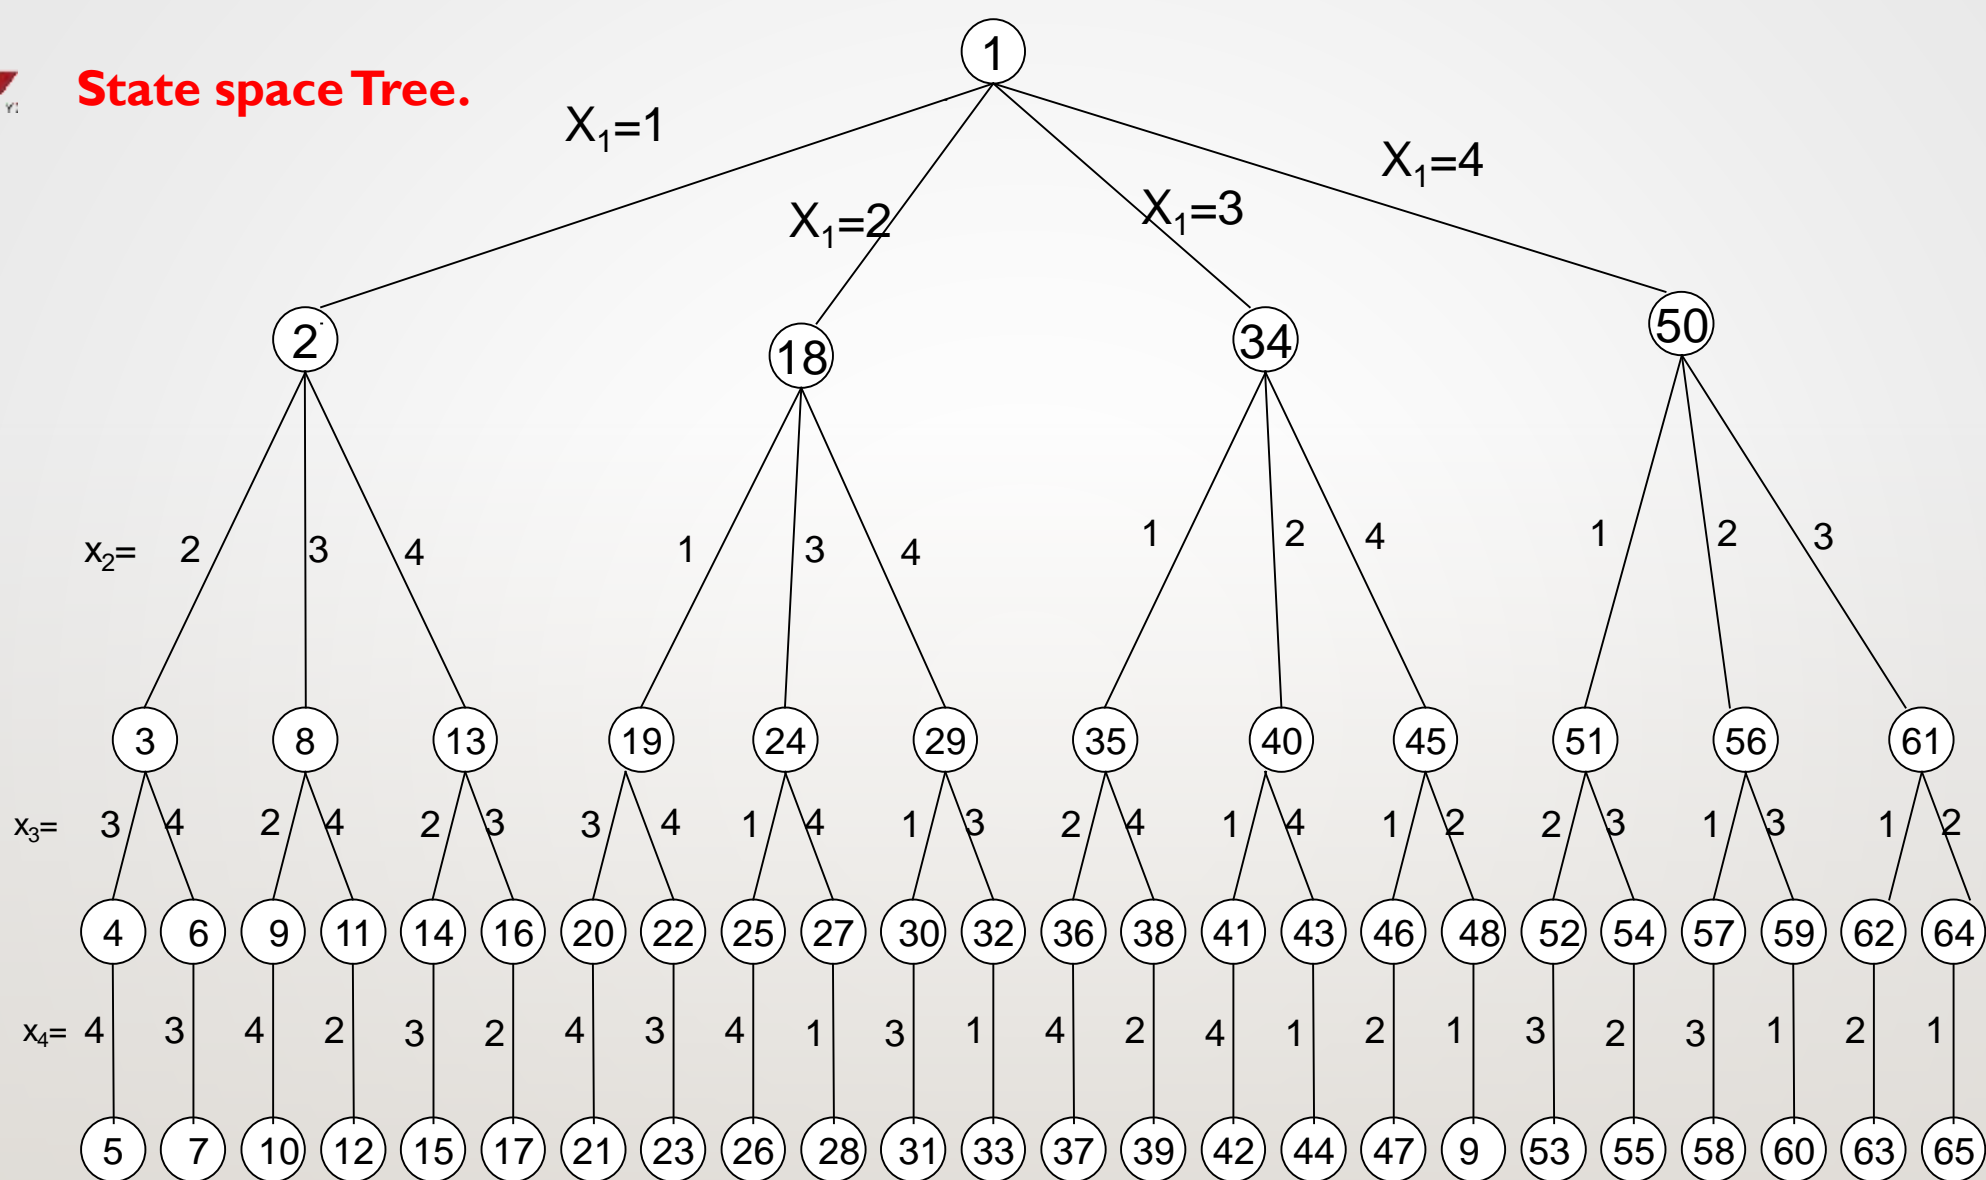 1
State space Tree.
X₁=1
X₁=4
X₁=2
X₁=3
2 18 34 50
x₂= 2 3 4 1 3 4 1 2 4 1 2 3
3 8 13 19 24 29 35 40 45 51 56 61
x₃= 3 4 2 4 2 3 3 4 1 4 1 3 2 4 1 4 1 2 2 3 1 3 1 2
4 6 9 11 14 16 20 22 25 27 30 32 36 38 41 43 46 48 52 54 57 59 62 64
x₄= 4 3 4 2 3 2 4 3 4 1 3 1 4 2 4 1 2 1 3 2 3 1 2 1
5 7 10 12 15 17 21 23 26 28 31 33 37 39 42 44 47 9 53 55 58 60 63 65